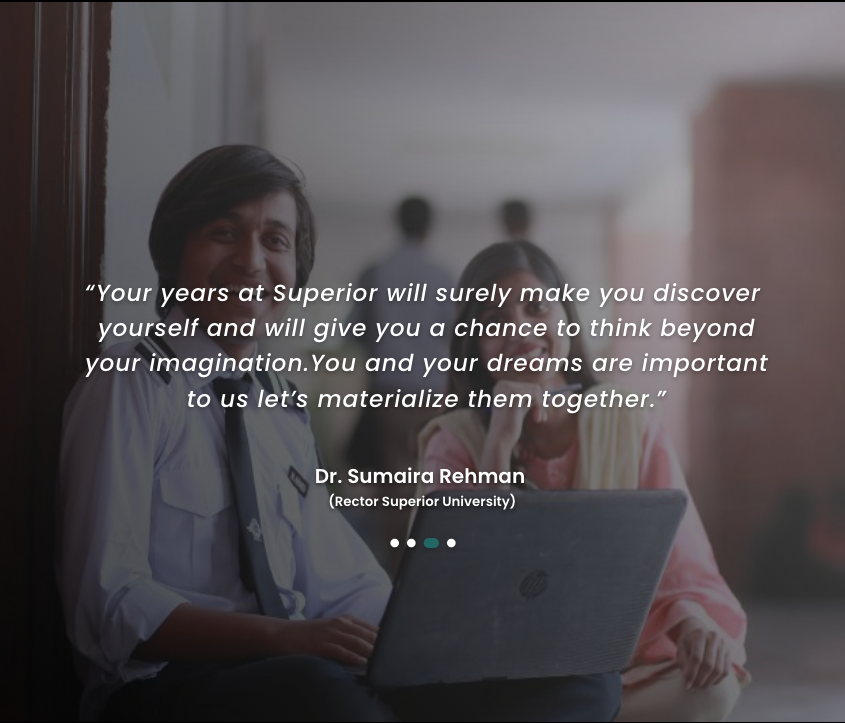 “Your years at Superior will surely make you discover
yourself and will give you a chance to think beyond
your imagination.You and your dreams are important
to us let’s materialize them together.”
Dr. Sumaira Rehman
(Rector Superior University)